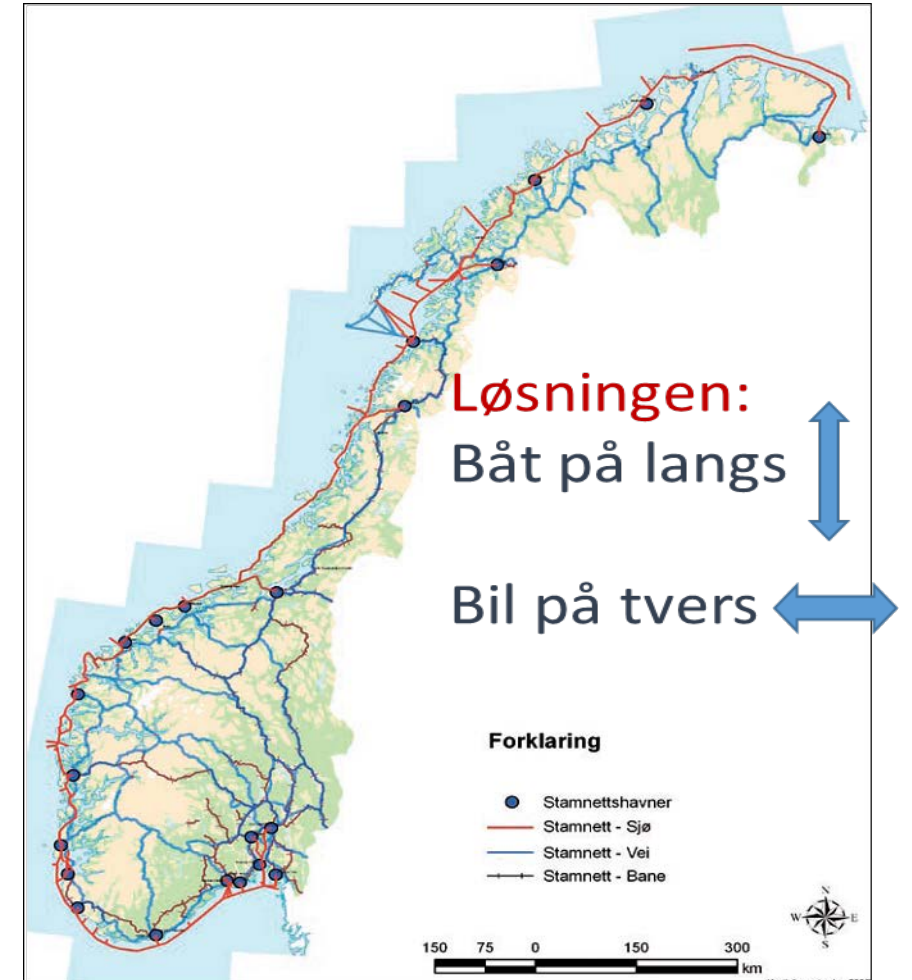 Løsningen:
Båt på langs
Bil på tvers
Forklaring
Stamnettshavner
Stamnett - Sjø
Stamnett - Vei
Stamnett - Bane
N
W E
S
150 75 0 150 300
km